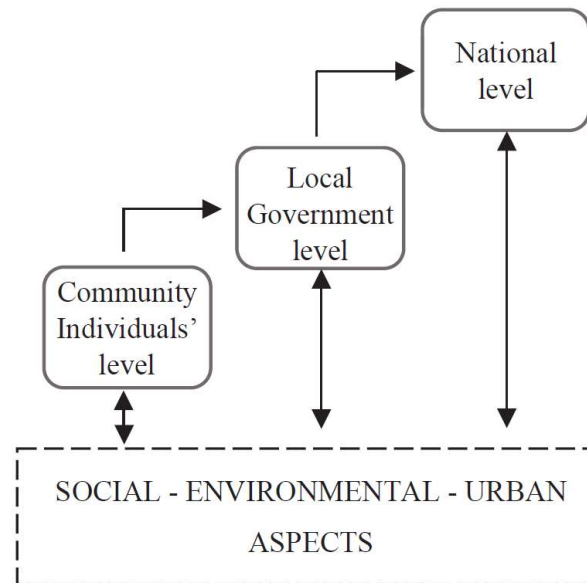 National
level
Local
Government
level
Community
Individuals’
level
SOCIAL - ENVIRONMENTAL - URBAN
ASPECTS